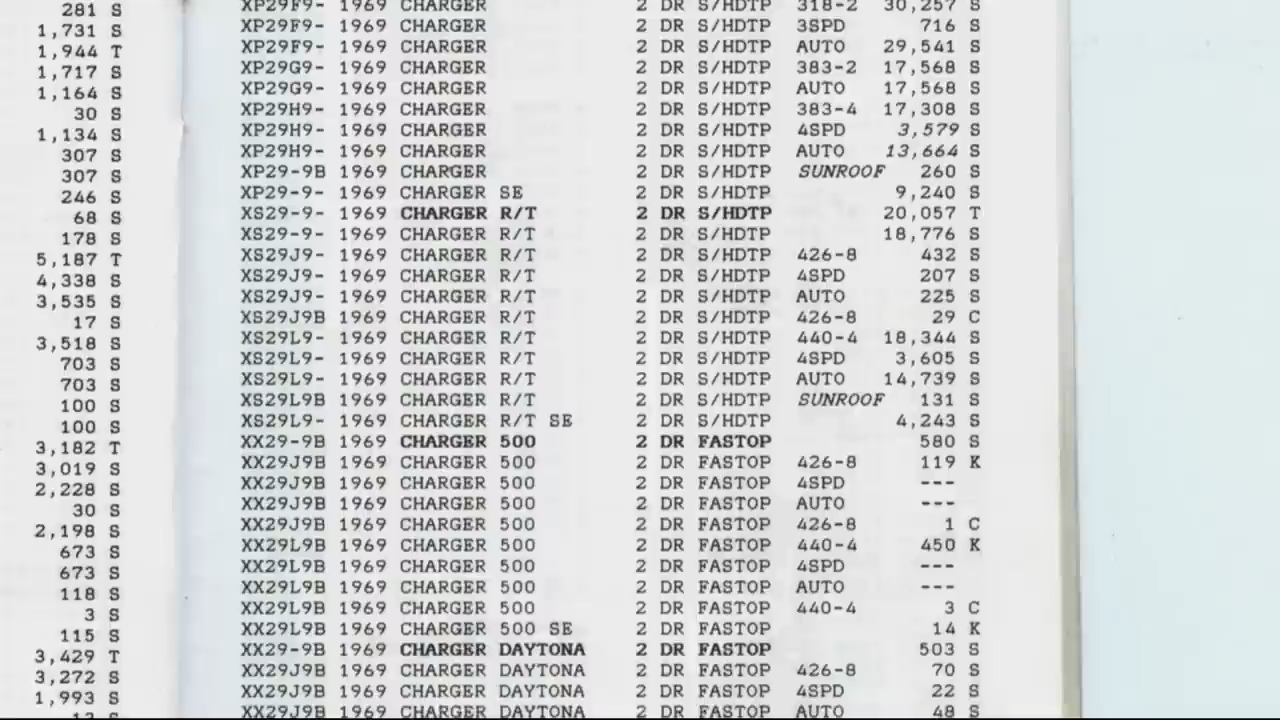 281 S
1,731 S
1,944 T
1,717 S
1,164 S
30 S
1,134 S
307 S
307 S
246 S
68 S
178 S
5,187 T
4,338 S
3,535 S
17 S
3,518 S
703 S
703 S
100 S
100 S
3,182 T
3,019 S
2,228 S
30 S
2,198 S
673 S
673 S
118 S
3 S
115 S
3,429 T
3,272 S
1,993 S
XP29F9- 1969 CHARGER 2 DR S/HDTP 318-2 30,257 S
XP29F9- 1969 CHARGER 2 DR S/HDTP 3SPD 716 S
XP29F9- 1969 CHARGER 2 DR S/HDTP AUTO 29,541 S
XP29G9- 1969 CHARGER 2 DR S/HDTP 383-2 17,568 S
XP29G9- 1969 CHARGER 2 DR S/HDTP AUTO 17,568 S
XP29H9- 1969 CHARGER 2 DR S/HDTP 383-4 17,308 S
XP29H9- 1969 CHARGER 2 DR S/HDTP 4SPD 3,579 S
XP29H9- 1969 CHARGER 2 DR S/HDTP AUTO 13,664 S
XP29-9B 1969 CHARGER 2 DR S/HDTP SUNROOF 260 S
XP29-9- 1969 CHARGER SE 2 DR S/HDTP 9,240 S
XS29-9- 1969 CHARGER R/T 2 DR S/HDTP 20,057 T
XS29-9- 1969 CHARGER R/T 2 DR S/HDTP 18,776 S
XS29J9- 1969 CHARGER R/T 2 DR S/HDTP 426-8 432 S
XS29J9- 1969 CHARGER R/T 2 DR S/HDTP 4SPD 207 S
XS29J9- 1969 CHARGER R/T 2 DR S/HDTP AUTO 225 S
XS29J9B 1969 CHARGER R/T 2 DR S/HDTP 426-8 29 C
XS29L9- 1969 CHARGER R/T 2 DR S/HDTP 440-4 18,344 S
XS29L9- 1969 CHARGER R/T 2 DR S/HDTP 4SPD 3,605 S
XS29L9- 1969 CHARGER R/T 2 DR S/HDTP AUTO 14,739 S
XS29L9B 1969 CHARGER R/T 2 DR S/HDTP SUNROOF 131 S
XS29L9- 1969 CHARGER R/T SE 2 DR S/HDTP 4,243 S
XX29-9B 1969 CHARGER 500 2 DR FASTOP 580 S
XX29J9B 1969 CHARGER 500 2 DR FASTOP 426-8 119 K
XX29J9B 1969 CHARGER 500 2 DR FASTOP 4SPD ---
XX29J9B 1969 CHARGER 500 2 DR FASTOP AUTO ---
XX29J9B 1969 CHARGER 500 2 DR FASTOP 426-8 1 C
XX29L9B 1969 CHARGER 500 2 DR FASTOP 440-4 450 K
XX29L9B 1969 CHARGER 500 2 DR FASTOP 4SPD ---
XX29L9B 1969 CHARGER 500 2 DR FASTOP AUTO ---
XX29L9B 1969 CHARGER 500 2 DR FASTOP 440-4 3 C
XX29L9B 1969 CHARGER 500 SE 2 DR FASTOP 14 K
XX29-9B 1969 CHARGER DAYTONA 2 DR FASTOP 503 S
XX29J9B 1969 CHARGER DAYTONA 2 DR FASTOP 426-8 70 S
XX29J9B 1969 CHARGER DAYTONA 2 DR FASTOP 4SPD 22 S
XX29J9B 1969 CHARGER DAYTONA 2 DR FASTOP AUTO 48 S